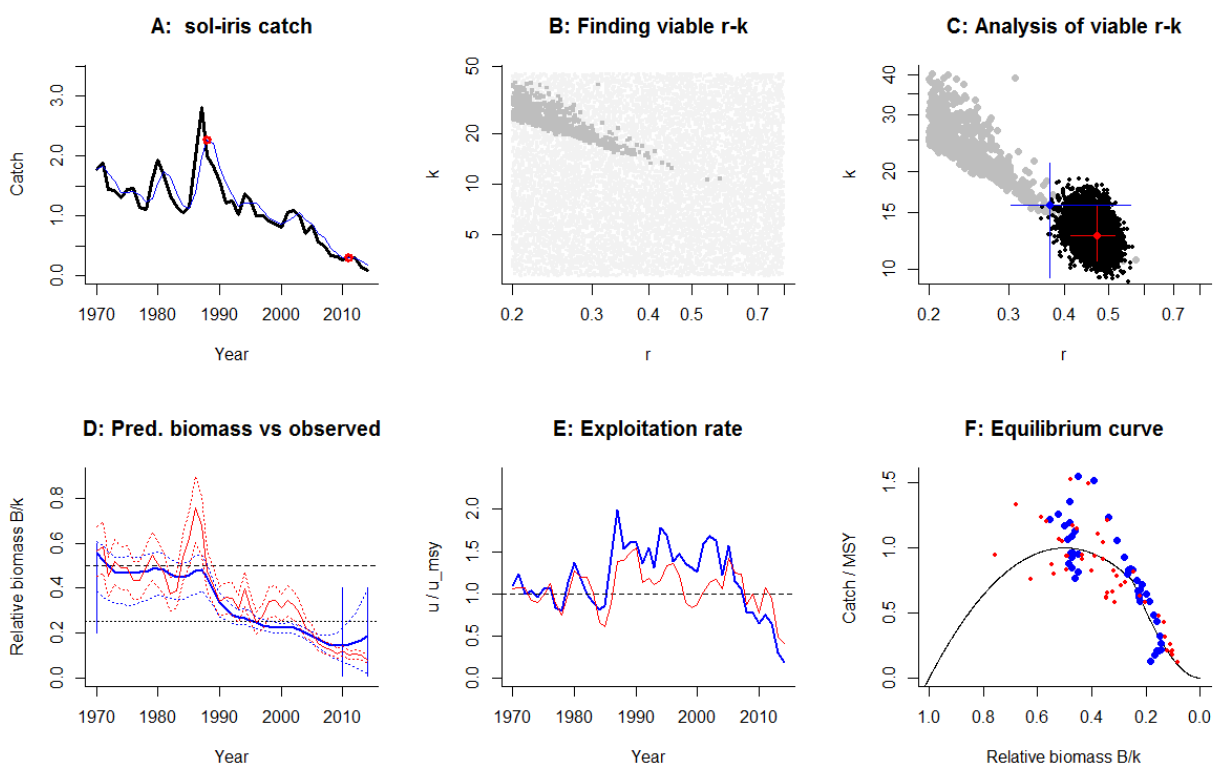 A: sol-iris catch
Catch
3.0
2.0
1.0
0.0
1970 1980 1990 2000 2010
Year
B: Finding viable r-k
k
50
20
10
5
0.2 0.3 0.4 0.5 0.7
r
C: Analysis of viable r-k
k
40
30
20
15
10
0.2 0.3 0.4 0.5
r
D: Pred. biomass vs observed
Relative biomass B/k
0.8
0.6
0.4
0.2
0.0
1970 1980 1990 2000 2010
Year
E: Exploitation rate
u / u_msy
2.0
1.5
1.0
0.5
0.0
1970 1980 1990 2000 2010
Year
F: Equilibrium curve
Catch / MSY
1.5
1.0
0.5
0.0
1.0 0.8 0.6 0.4 0.2 0.0
Relative biomass B/k